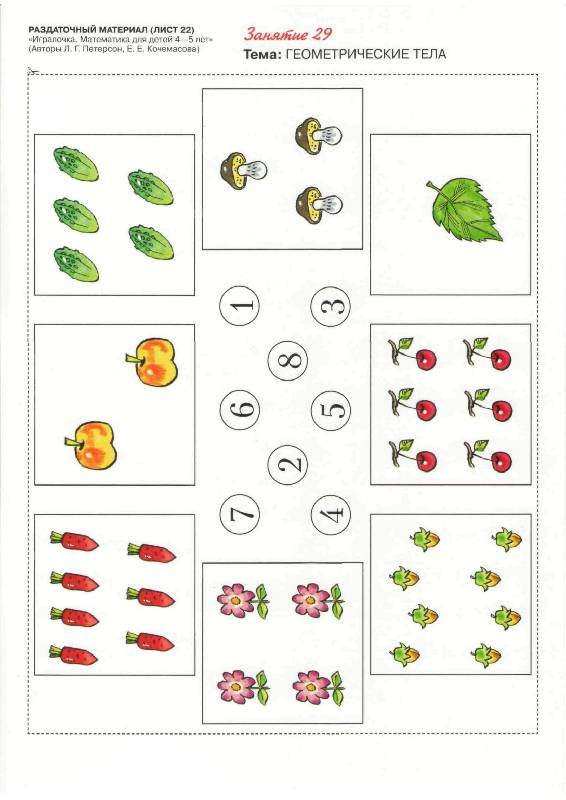 РАЗДАТОЧНЫЙ МАТЕРИАЛ (ЛИСТ 22)
«Игралочка. Математика для детей 4—5 лет»
(Авторы Л. Г. Петерсон, Е. Е. Кочемасова)
Занятие 29
Тема: ГЕОМЕТРИЧЕСКИЕ ТЕЛА
1 3
8
6 5
2
7 4